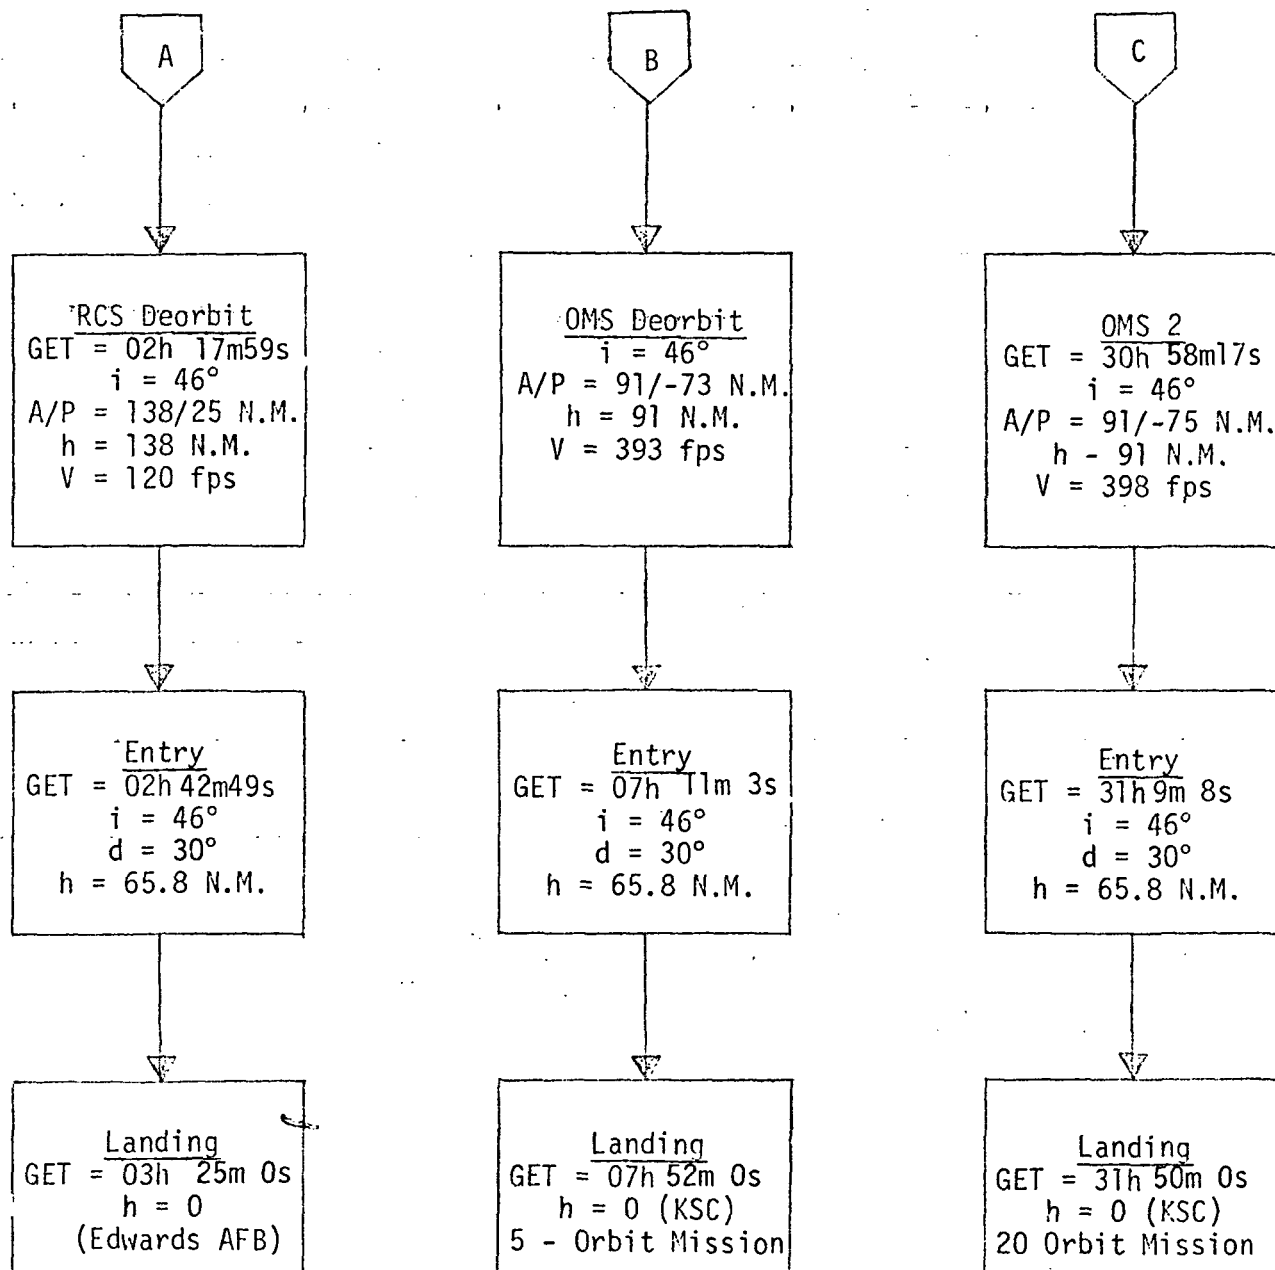 A
B
C
RCS Deorbit
GET = 02h 17m59s
i = 46°
A/P = 138/25 N.M.
h = 138 N.M.
V = 120 fps
OMS Deorbit
i = 46°
A/P = 91/-73 N.M.
h = 91 N.M.
V = 393 fps
OMS 2
GET = 30h 58m17s
i = 46°
A/P = 91/-75 N.M.
h - 91 N.M.
V = 398 fps
Entry
GET = 02h 42m49s
i = 46°
d = 30°
h = 65.8 N.M.
Entry
GET = 07h 11m 3s
i = 46°
d = 30°
h = 65.8 N.M.
Entry
GET = 31h 9m 8s
i = 46°
d = 30°
h = 65.8 N.M.
Landing
GET = 03h 25m 0s
h = 0
(Edwards AFB)
Landing
GET = 07h 52m 0s
h = 0 (KSC)
5 - Orbit Mission
Landing
GET = 31h 50m 0s
h = 0 (KSC)
20 Orbit Mission